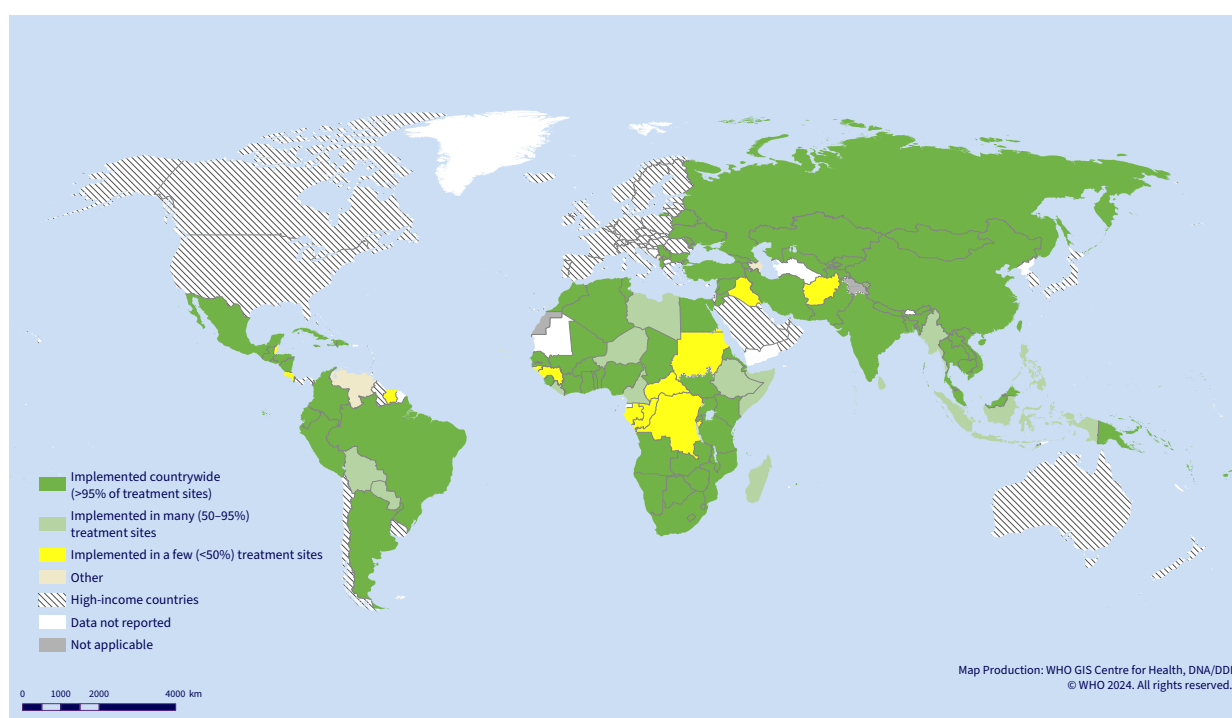 Implemented countrywide
(>95% of treatment sites)
Implemented in many (50–95%)
treatment sites
Implemented in a few (<50%) treatment sites
Other
High-income countries
Data not reported
Not applicable
0 1000 2000 4000 km
Map Production: WHO GIS Centre for Health, DNA/DDI
© WHO 2024. All rights reserved.